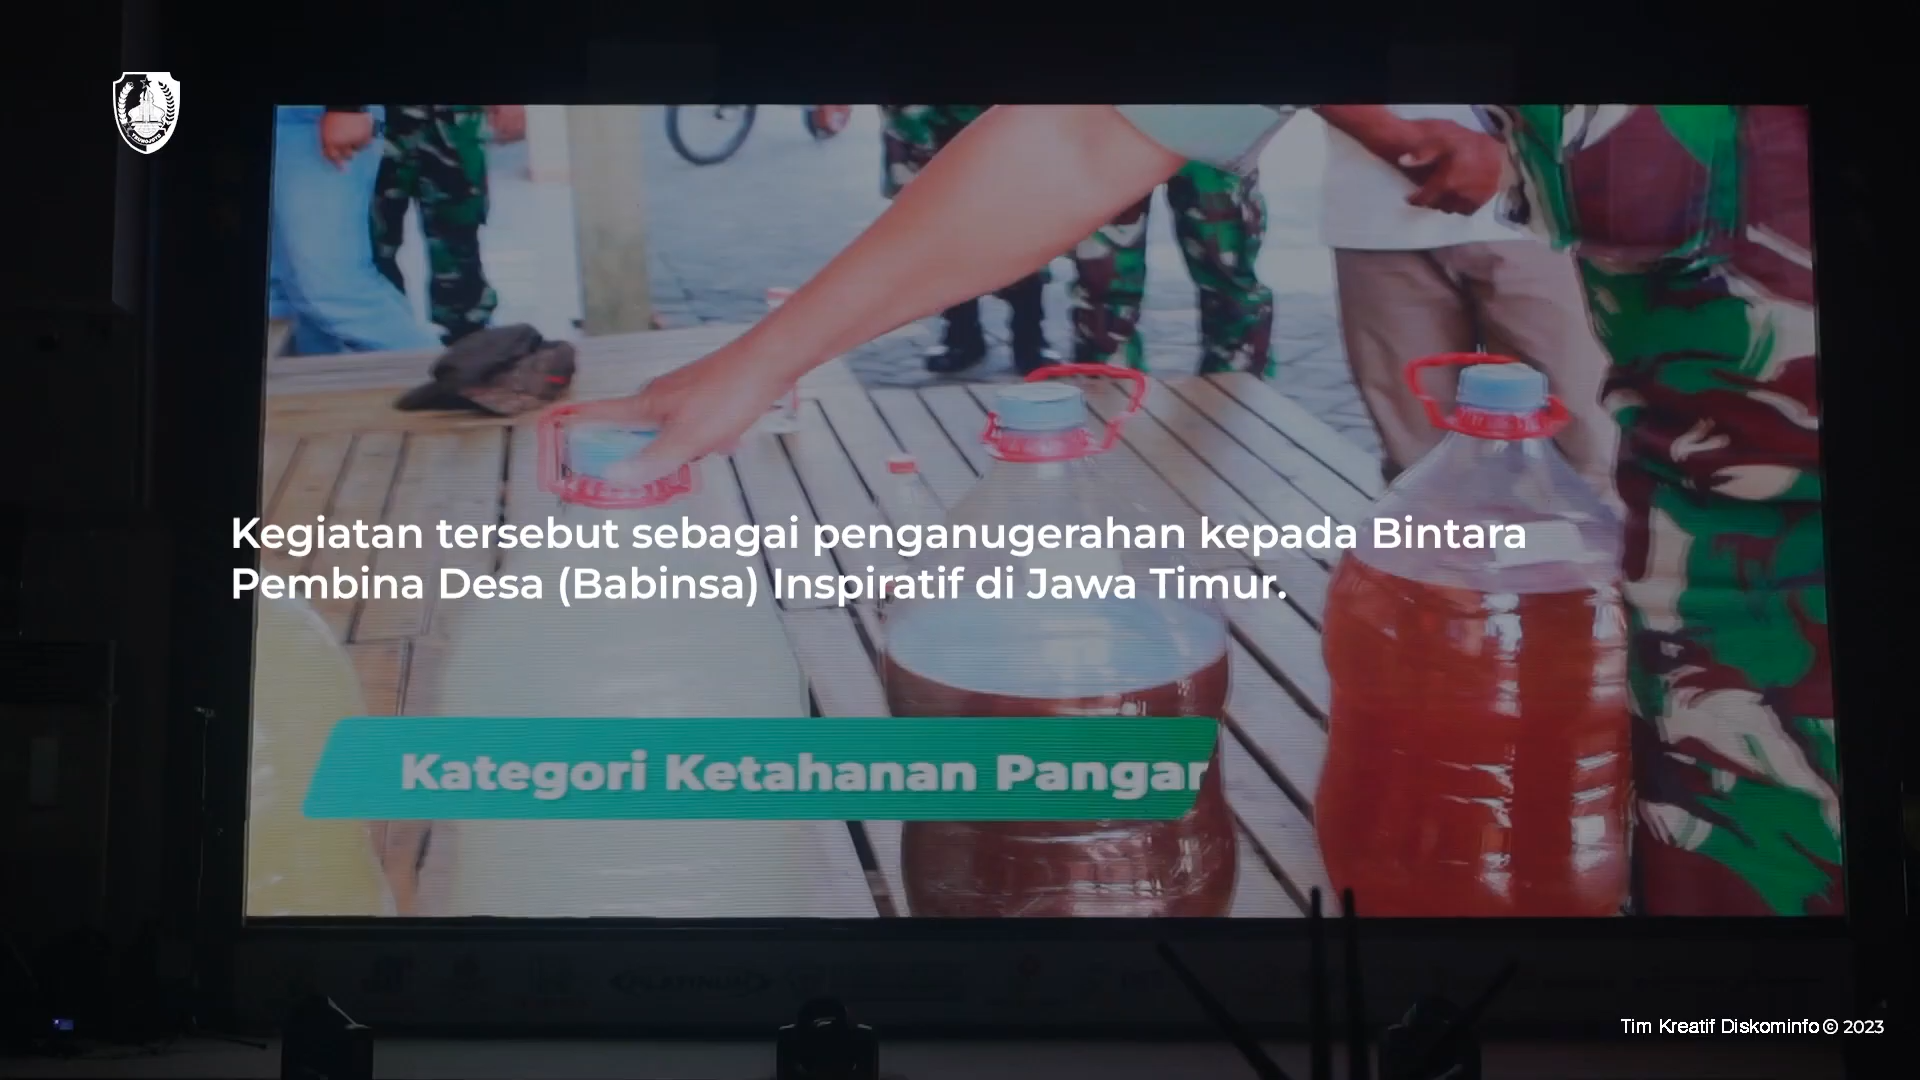 Kegiatan tersebut sebagai penganugerahan kepada Bintara
Pembina Desa (Babinsa) Inspiratif di Jawa Timur.
Kategori Ketahanan Pangan
Tim Kreatif Diskominfo © 2023